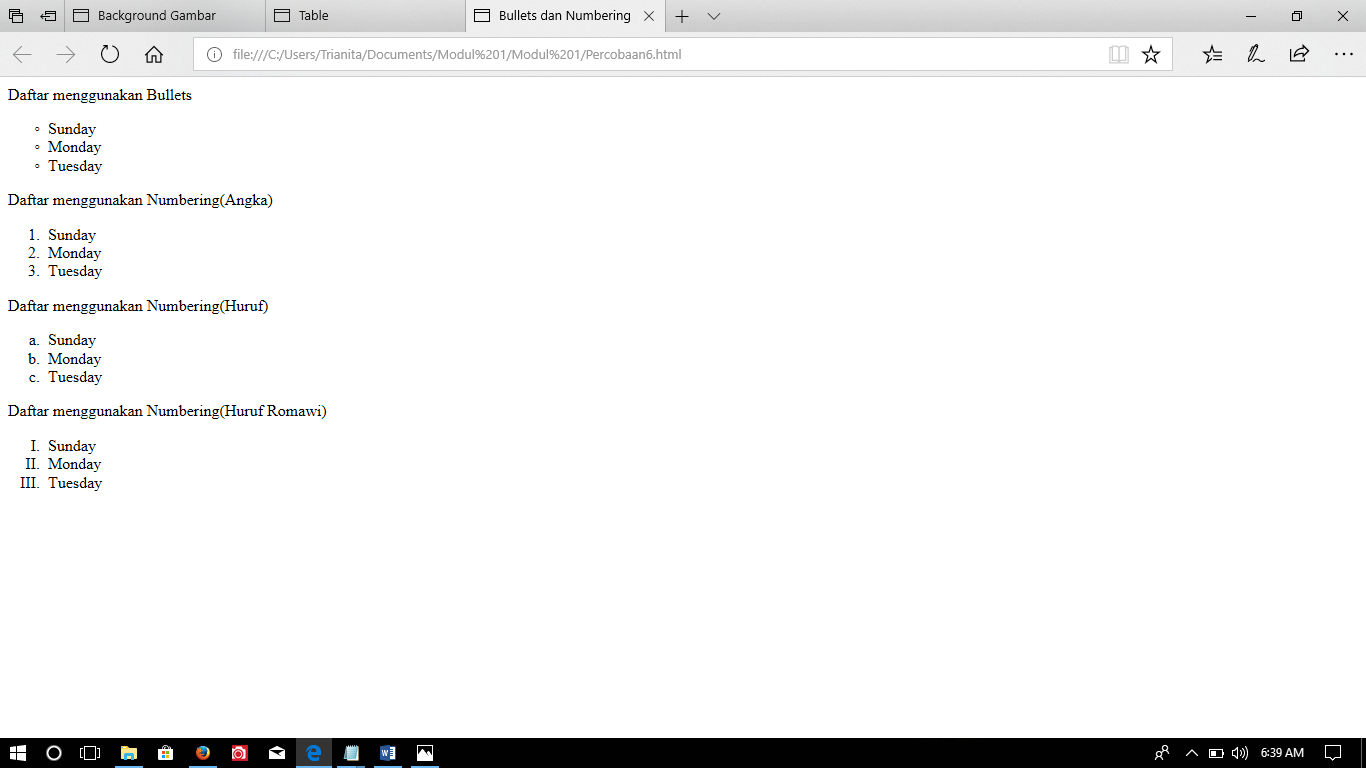 Background Gambar
Table
Bullets dan Numbering
file:///C:/Users/Trianita/Documents/Modul%201/Modul%201/Percobaan6.html
Daftar menggunakan Bullets
◦ Sunday
◦ Monday
◦ Tuesday
Daftar menggunakan Numbering(Angka)
1. Sunday
2. Monday
3. Tuesday
Daftar menggunakan Numbering(Huruf)
a. Sunday
b. Monday
c. Tuesday
Daftar menggunakan Numbering(Huruf Romawi)
I. Sunday
II. Monday
III. Tuesday
6:39 AM